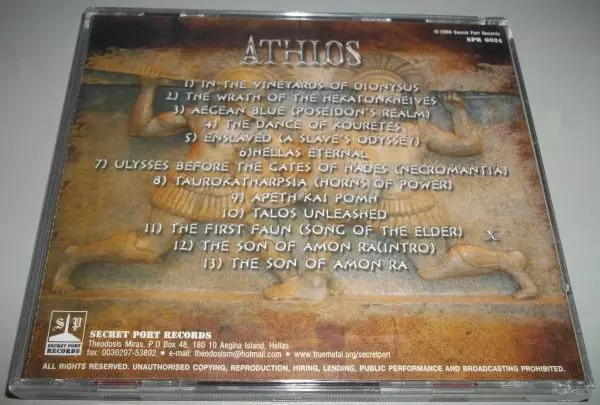 © 2009 Secret Port Records
SPR 0024
ATHLOS
1) IN THE VINEYARDS OF DIONYSUS
2) THE WRATH OF THE HEKATONKHEIVES
3) AEGEAN BLUE (POSEIDON'S REALM)
4) THE DANCE OF KOURETES
5) ENSLAVED (A SLAVE'S ODYSSEY)
6)HELLAS ETERNAL
7) ULYSSES BEFORE THE GATES OF HADES (NECROMANTIA)
8) TAUROKATHARPSIA (HORNS OF POWER)
9) APETH KAI POMH
10) TALOS UNLEASHED
11) THE FIRST FAUN (SONG OF THE ELDER)
12) THE SON OF AMON RA(INTRO)
13) THE SON OF AMON RA
S P
SECRET PORT
RECORDS
SECRET PORT RECORDS
Theodosis Miras, P.O Box 48, 180 10 Aegina Island, Hellas
fax: 0030297-53892 • e-mail: theodosism@hotmail.com • http://www.truemetal.org/secretport
ALL RIGHTS RESERVED. UNAUTHORISED COPYING, REPRODUCTION, HIRING, LENDING, PUBLIC PERFORMANCE AND BROADCASTING PROHIBITED.